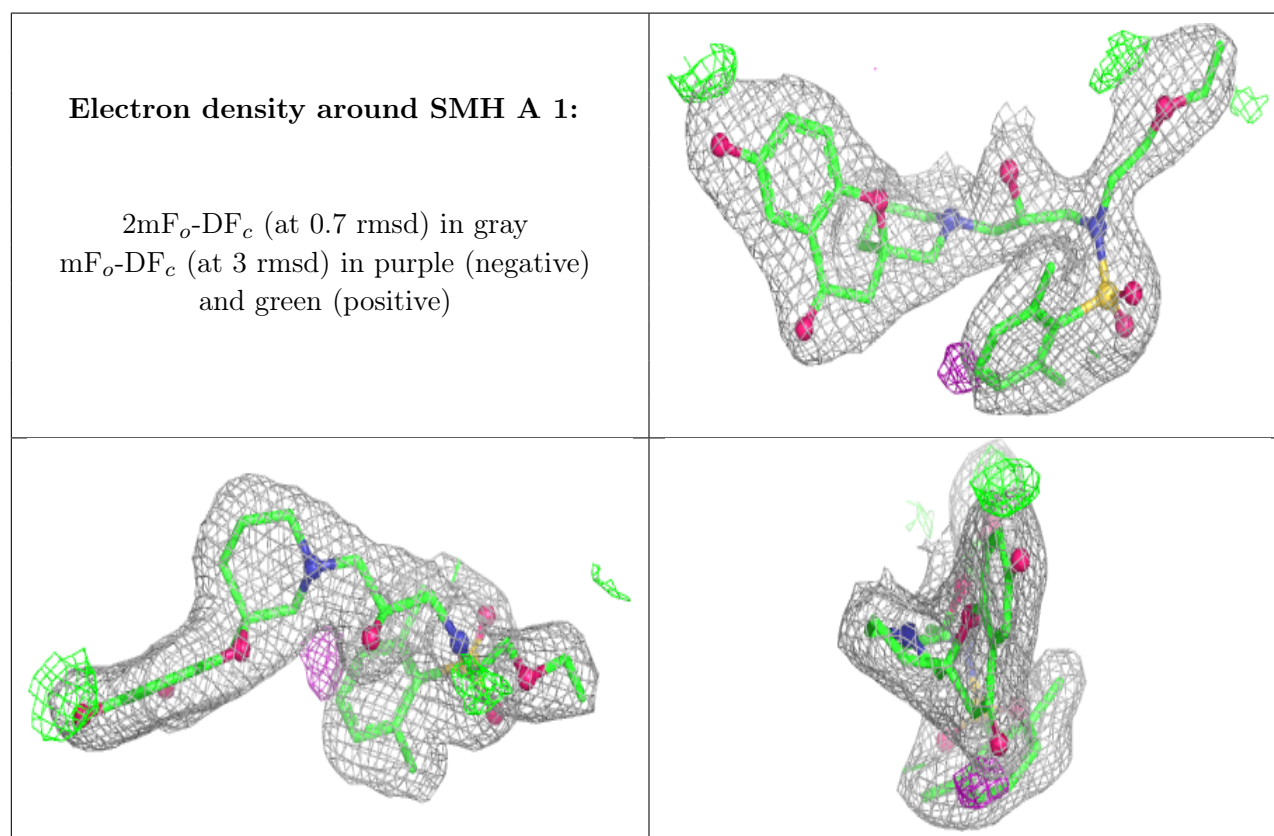 Electron density around SMH A 1:
2mFo-DFc (at 0.7 rmsd) in gray
mFo-DFc (at 3 rmsd) in purple (negative)
and green (positive)